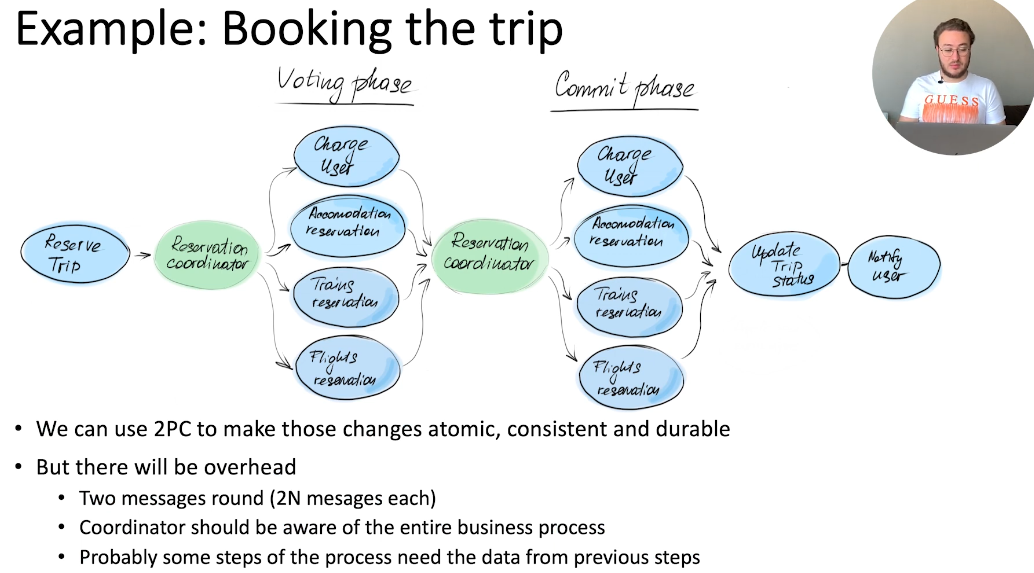 Example: Booking the trip
Voting phase
Commit phase
GUESS
Reserve
Trip
Reservation
coordinator
Charge
User
Accomodation
reservation
Trains
reservation
Flights
reservation
Reservation
coordinator
Charge
User
Accomodation
reservation
Trains
reservation
Flights
reservation
Update
Trip
Status
Notify
user
• We can use 2PC to make those changes atomic, consistent and durable
• But there will be overhead
• Two messages round (2N mesages each)
• Coordinator should be aware of the entire business process
• Probably some steps of the process need the data from previous steps